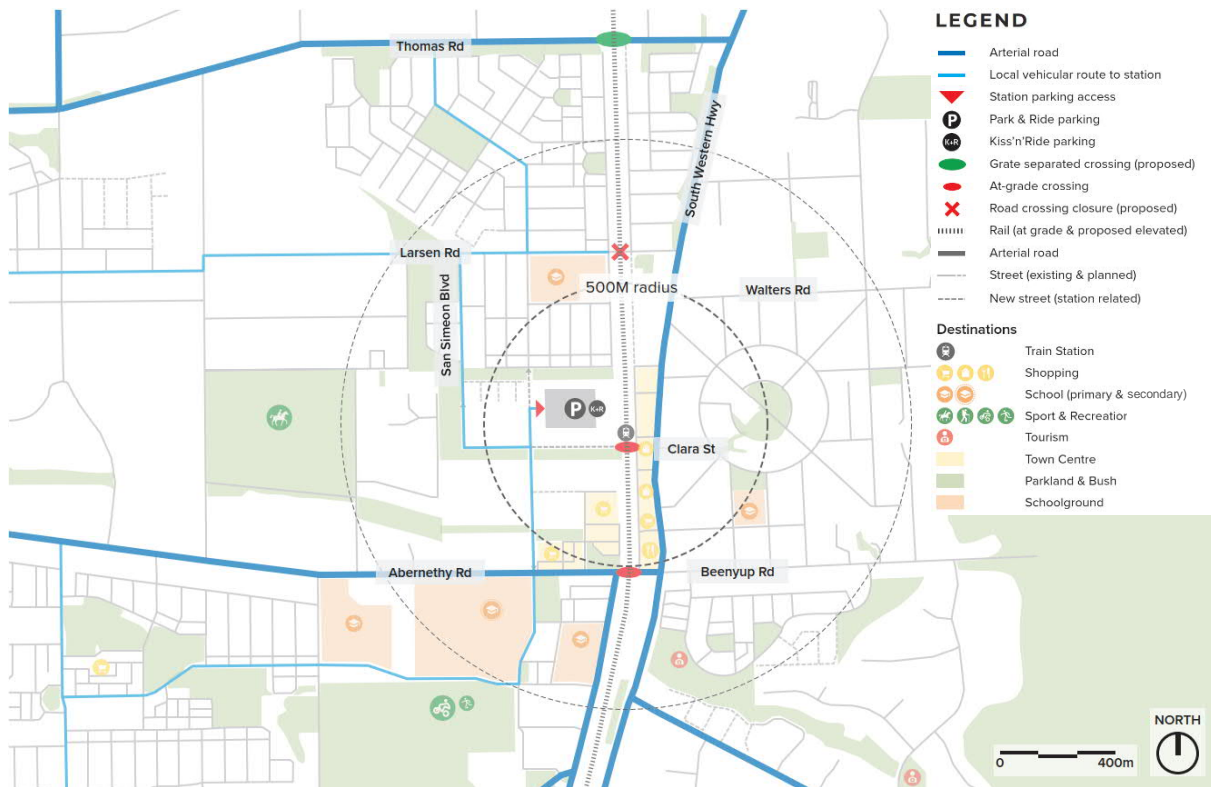 LEGEND
Arterial road
Local vehicular route to station
Station parking access
P
Park & Ride parking
K+R
Kiss'n'Ride parking
Grate separated crossing (proposed)
At-grade crossing
Road crossing closure (proposed)
Rail (at grade & proposed elevated)
Arterial road
Street (existing & planned)
New street (station related)
Destinations
Train Station
Shopping
School (primary & secondary)
Sport & Recreatior
Tourism
Town Centre
Parkland & Bush
Schoolground
Thomas Rd
South Western Hwy
Larsen Rd
500M radius
Walters Rd
San Simeon Blvd
P
K+R
Clara St
Abernethy Rd
Beenyup Rd
NORTH
0
400m